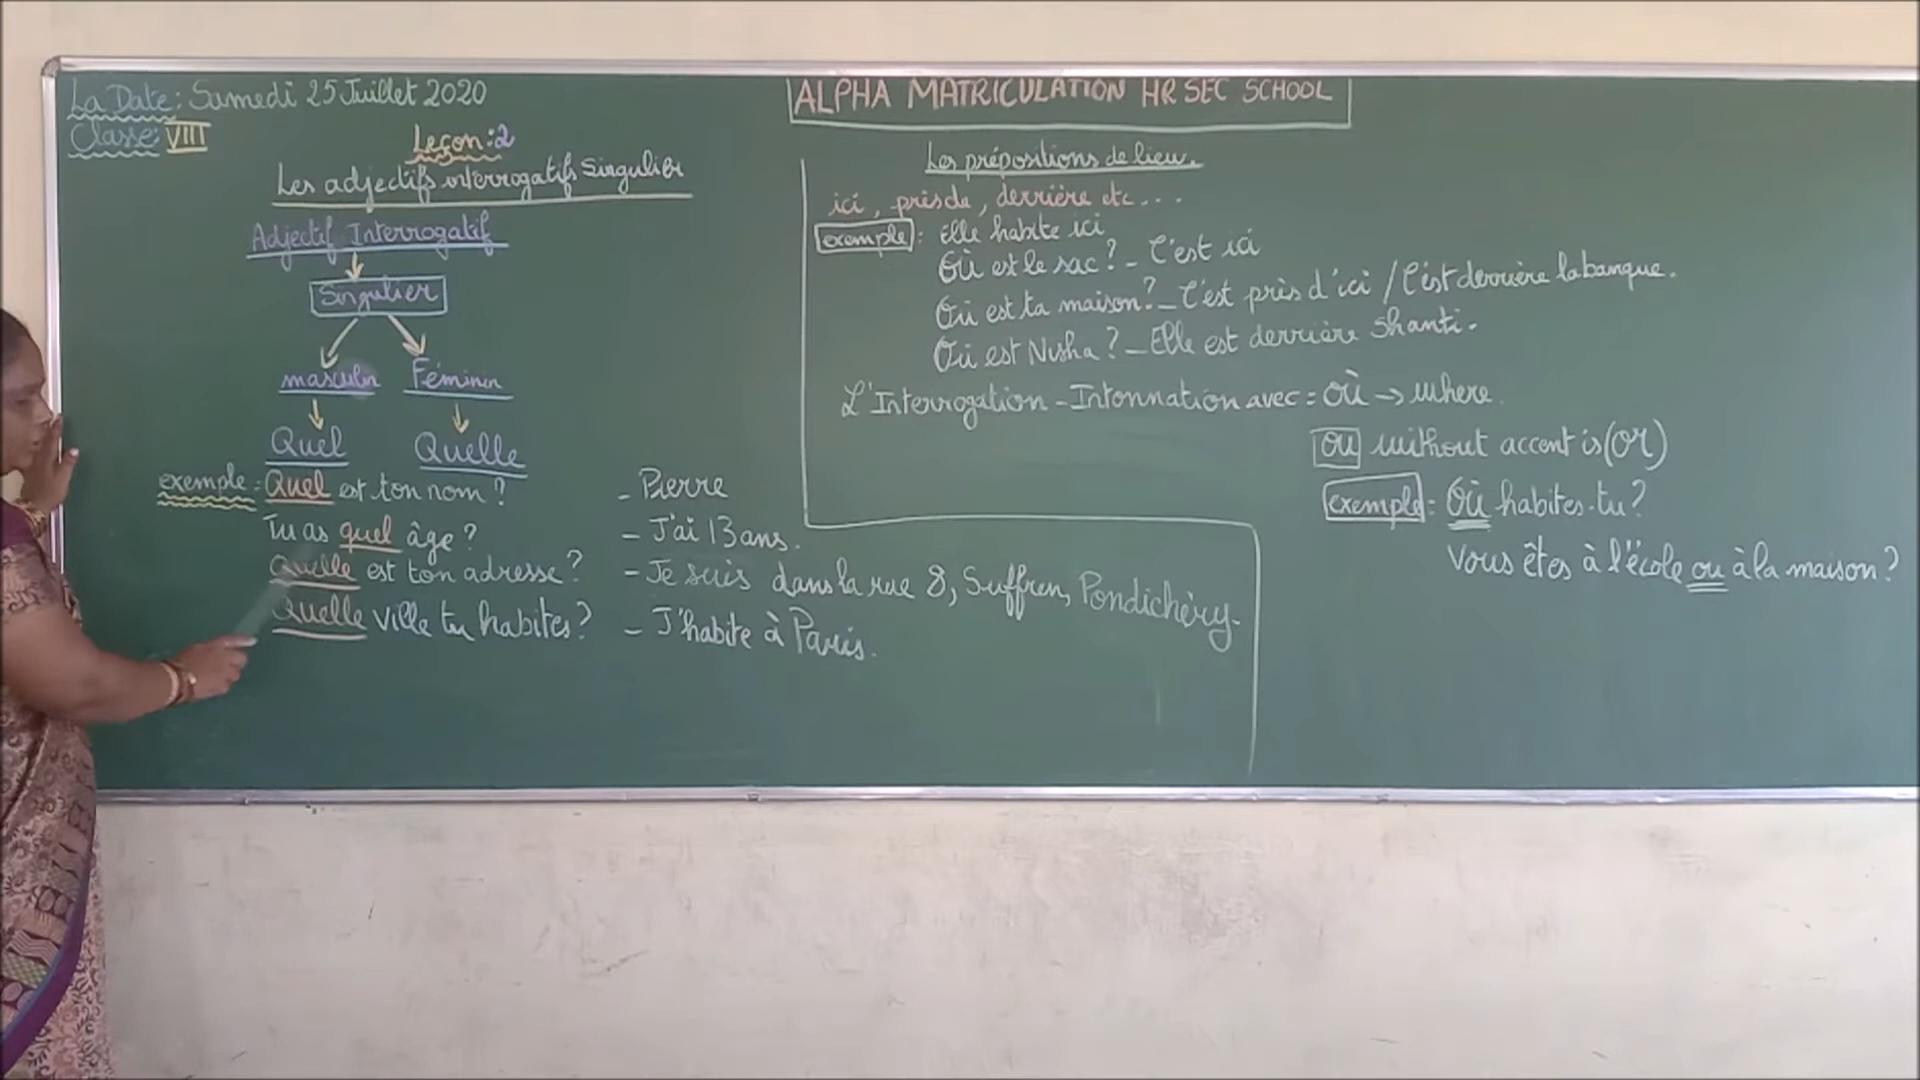 La Date: Samedi 25 Juillet 2020
Classe: VIII
Leçon: 2
Les adjectifs interrogatifs Singulier
Adjectif Interrogatif
Singulier
masculin Féminin
Quel Quelle
exemple: Quel est ton nom? - Pierre
Tu as quel âge? - J'ai 13 ans.
Quelle est ton adresse? - Je suis dans la rue 8, Suffren, Pondichéry.
Quelle ville tu habites? - J'habite à Paris.
ALPHA MATRICULATION HR SEC SCHOOL
Les prépositions de lieu.
ici, près de, derrière etc...
exemple: Elle habite ici
Où est le sac? - C'est ici
Où est ta maison? - C'est près d'ici / C'est derrière la banque.
Où est Nisha? - Elle est derrière Shanti.
L'Interrogation - Intonnation avec = où → where.
ou without accent is (or)
exemple: Où habites-tu?
Vous êtes à l'école ou à la maison?